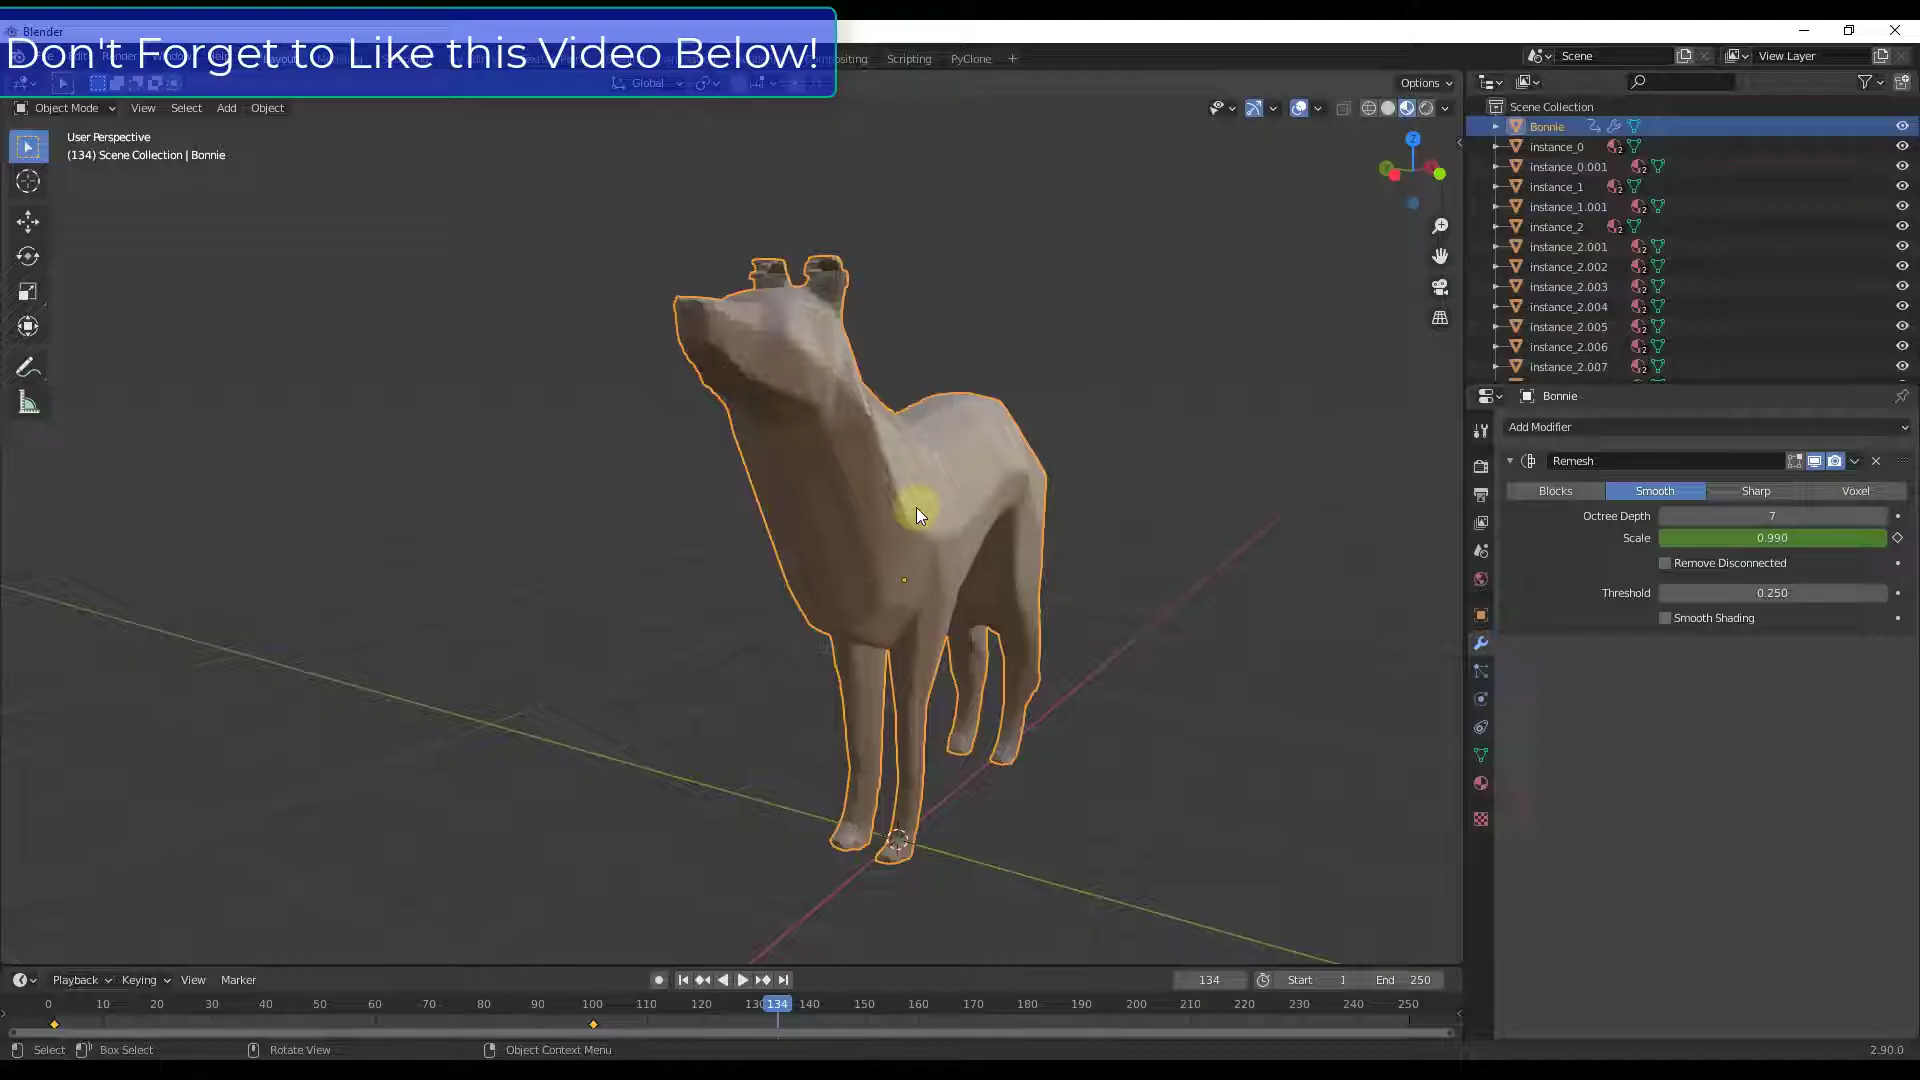 Blender
Don't Forget to Like this Video Below!
Scripting
PyClone
Scene
View Layer
Global
Options
Object Mode
View
Select
Add
Object
User Perspective
(134) Scene Collection | Bonnie
Z
Scene Collection
Bonnie
instance_0
instance_0.001
instance_1
instance_1.001
instance_2
instance_2.001
instance_2.002
instance_2.003
instance_2.004
instance_2.005
instance_2.006
instance_2.007
Bonnie
Add Modifier
Remesh
Blocks
Smooth
Sharp
Voxel
Octree Depth
7
Scale
0.990
Remove Disconnected
Threshold
0.250
Smooth Shading
Playback
Keying
View
Marker
134
Start
1
End
250
0 10 20 30 40 50 60 70 80 90 100 110 120 130 134 140 150 160 170 180 190 200 210 220 230 240 250
Select
Box Select
Rotate View
Object Context Menu
2.90.0